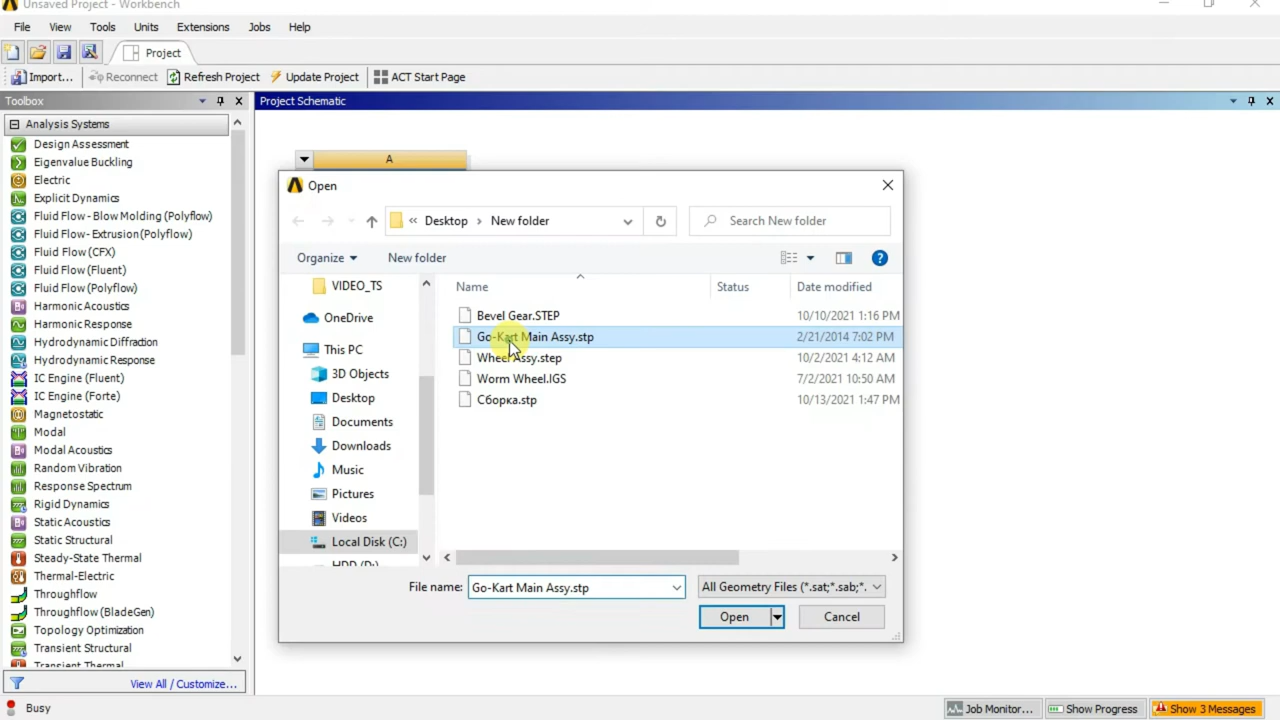 Unsaved Project - Workbench
File View Tools Units Extensions Jobs Help
Project
Import... Reconnect Refresh Project Update Project ACT Start Page
Toolbox
Project Schematic
Analysis Systems
Design Assessment
Eigenvalue Buckling
Electric
Explicit Dynamics
Fluid Flow - Blow Molding (Polyflow)
Fluid Flow - Extrusion (Polyflow)
Fluid Flow (CFX)
Fluid Flow (Fluent)
Fluid Flow (Polyflow)
Harmonic Acoustics
Harmonic Response
Hydrodynamic Diffraction
Hydrodynamic Response
IC Engine (Fluent)
IC Engine (Forte)
Magnetostatic
Modal
Modal Acoustics
Random Vibration
Response Spectrum
Rigid Dynamics
Static Acoustics
Static Structural
Steady-State Thermal
Thermal-Electric
Throughflow
Throughflow (BladeGen)
Topology Optimization
Transient Structural
Transient Thermal
View All / Customize...
A
Open
« Desktop › New folder
Search New folder
Organize New folder
VIDEO_TS
OneDrive
This PC
3D Objects
Desktop
Documents
Downloads
Music
Pictures
Videos
Local Disk (C:)
HDD (D:)
Name Status Date modified
Bevel Gear.STEP 10/10/2021 1:16 PM
Go-Kart Main Assy.stp 2/21/2014 7:02 PM
Wheel Assy.step 10/2/2021 4:12 AM
Worm Wheel.IGS 7/2/2021 10:50 AM
Сборка.stp 10/13/2021 1:47 PM
File name: Go-Kart Main Assy.stp All Geometry Files (*.sat;*.sab;*.
Open Cancel
Busy
Job Monitor... Show Progress Show 3 Messages